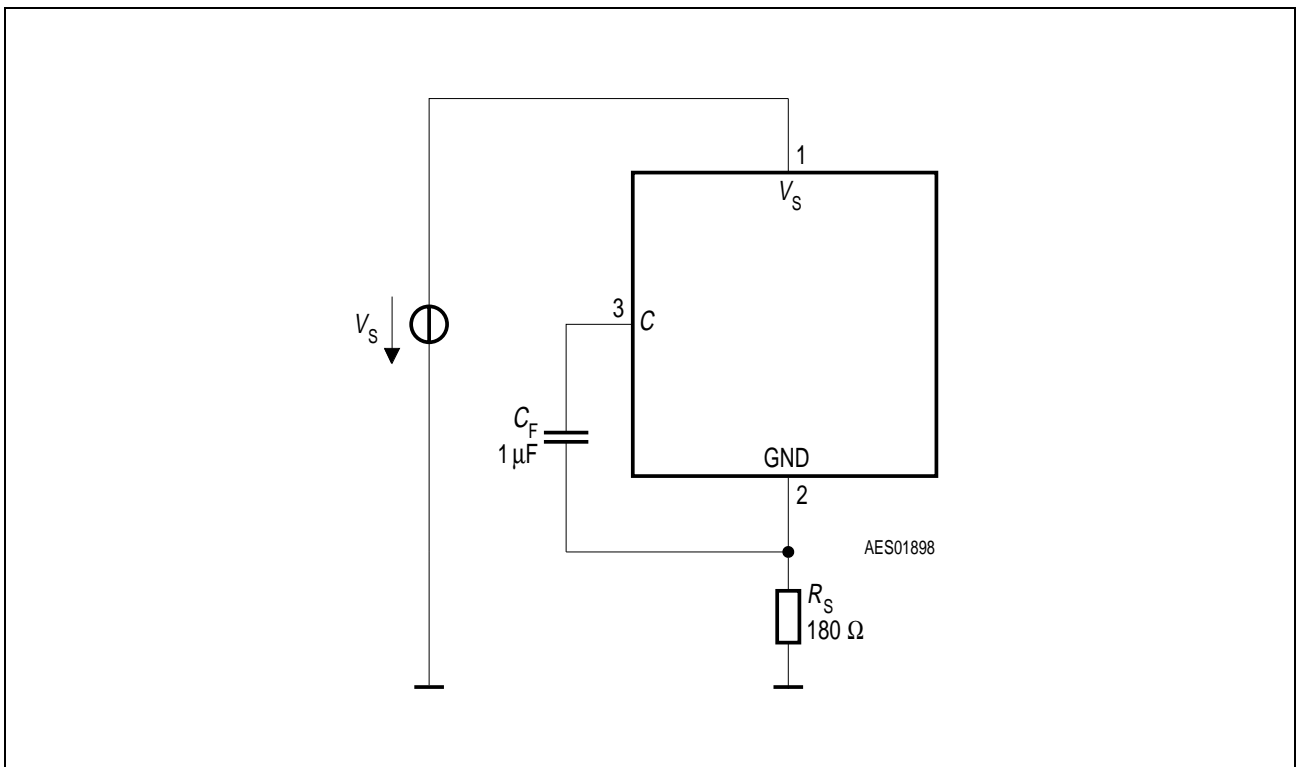 1
V_S
V_S
3
C
C_F
1 µF
GND
2
AES01898
R_S
180 Ω